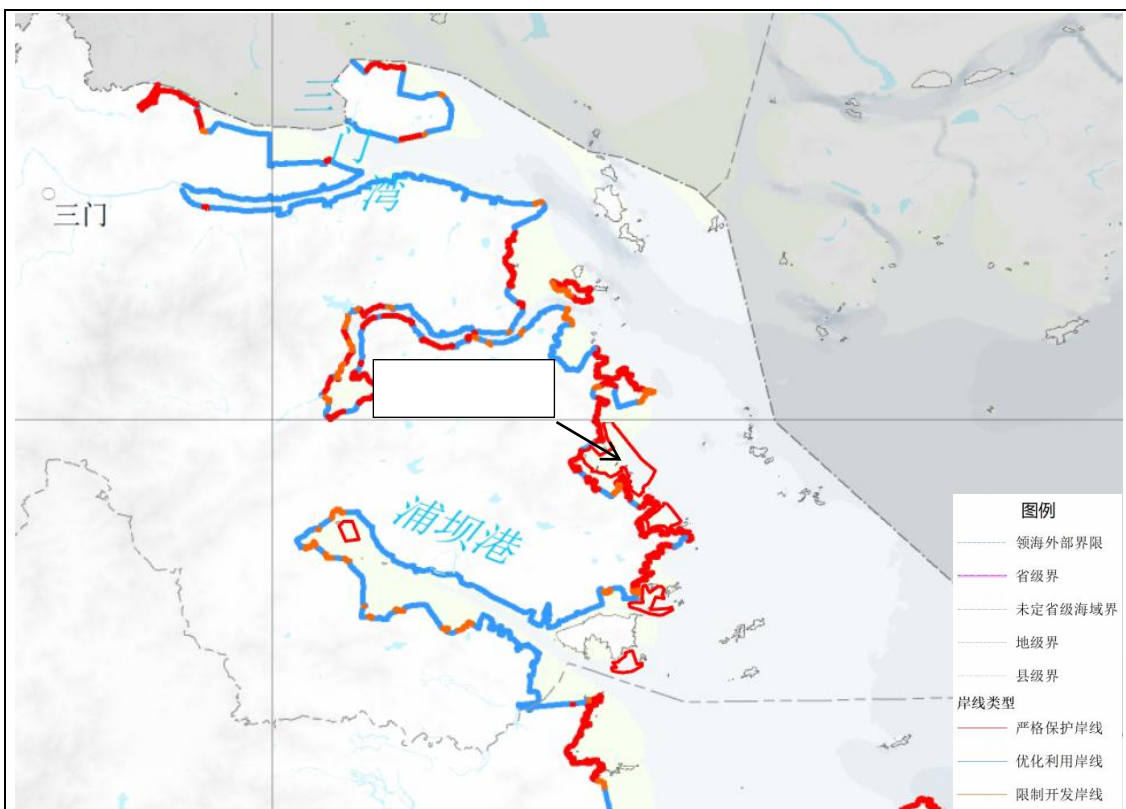 三
门
湾
三门
浦坝港
图例
领海外部界限
省级界
未定省级海域界
地级界
县级界
岸线类型
严格保护岸线
优化利用岸线
限制开发岸线